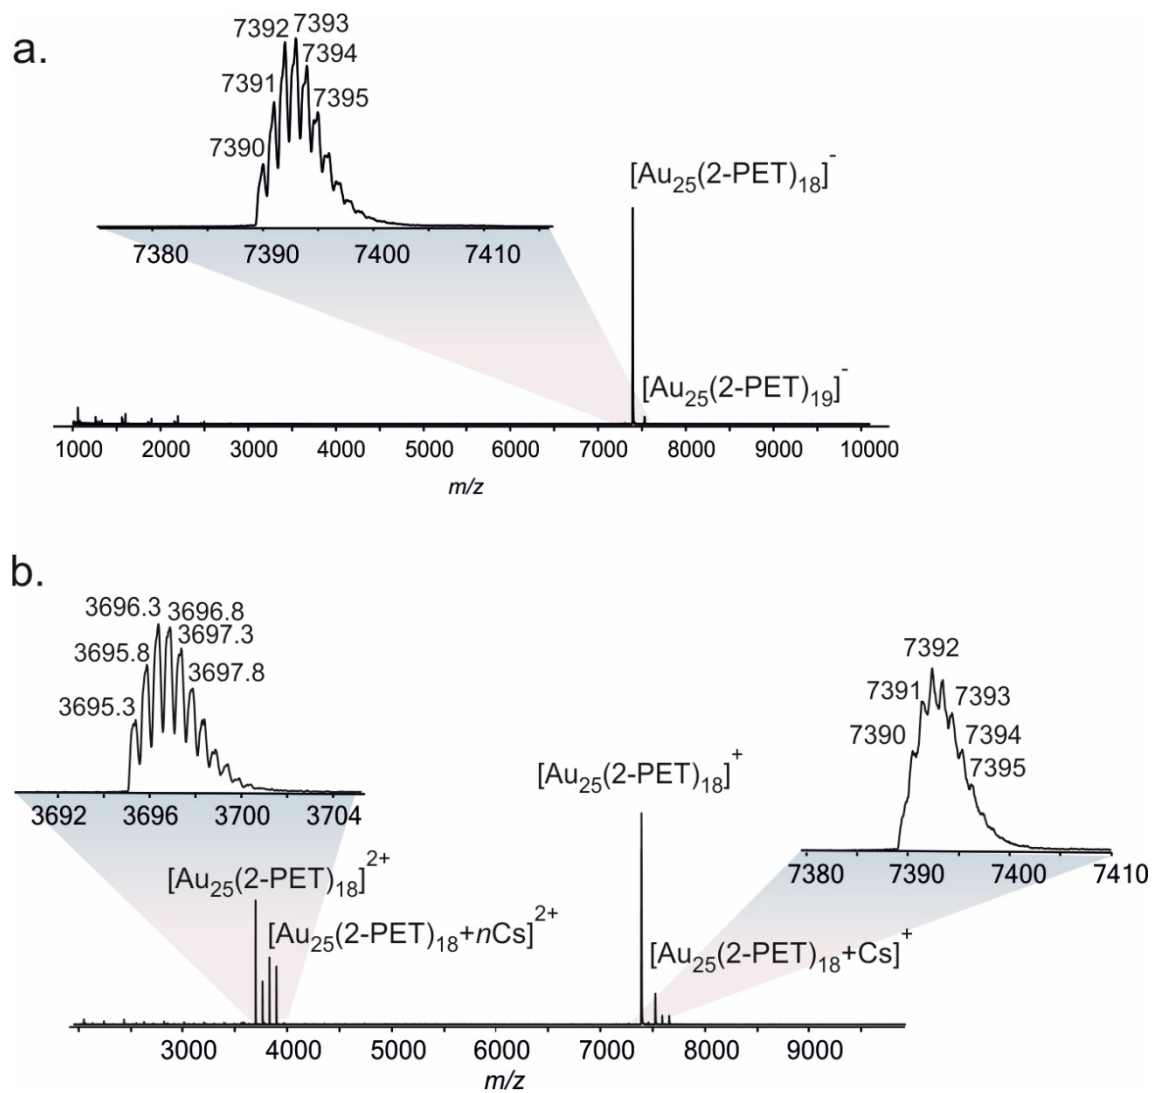 a.
7392 7393
7394
7391
7395
7390
7380 7390 7400 7410
[Au25(2-PET)18]-
[Au25(2-PET)19]-
1000 2000 3000 4000 5000 6000 7000 8000 9000 10000
m/z
b.
3696.3 3696.8
3697.3
3695.8
3697.8
3695.3
3692 3696 3700 3704
7392
7391 7393
7390 7394
7395
7380 7390 7400 7410
[Au25(2-PET)18]+
[Au25(2-PET)18]2+
[Au25(2-PET)18+nCs]2+
[Au25(2-PET)18+Cs]+
3000 4000 5000 6000 7000 8000 9000
m/z